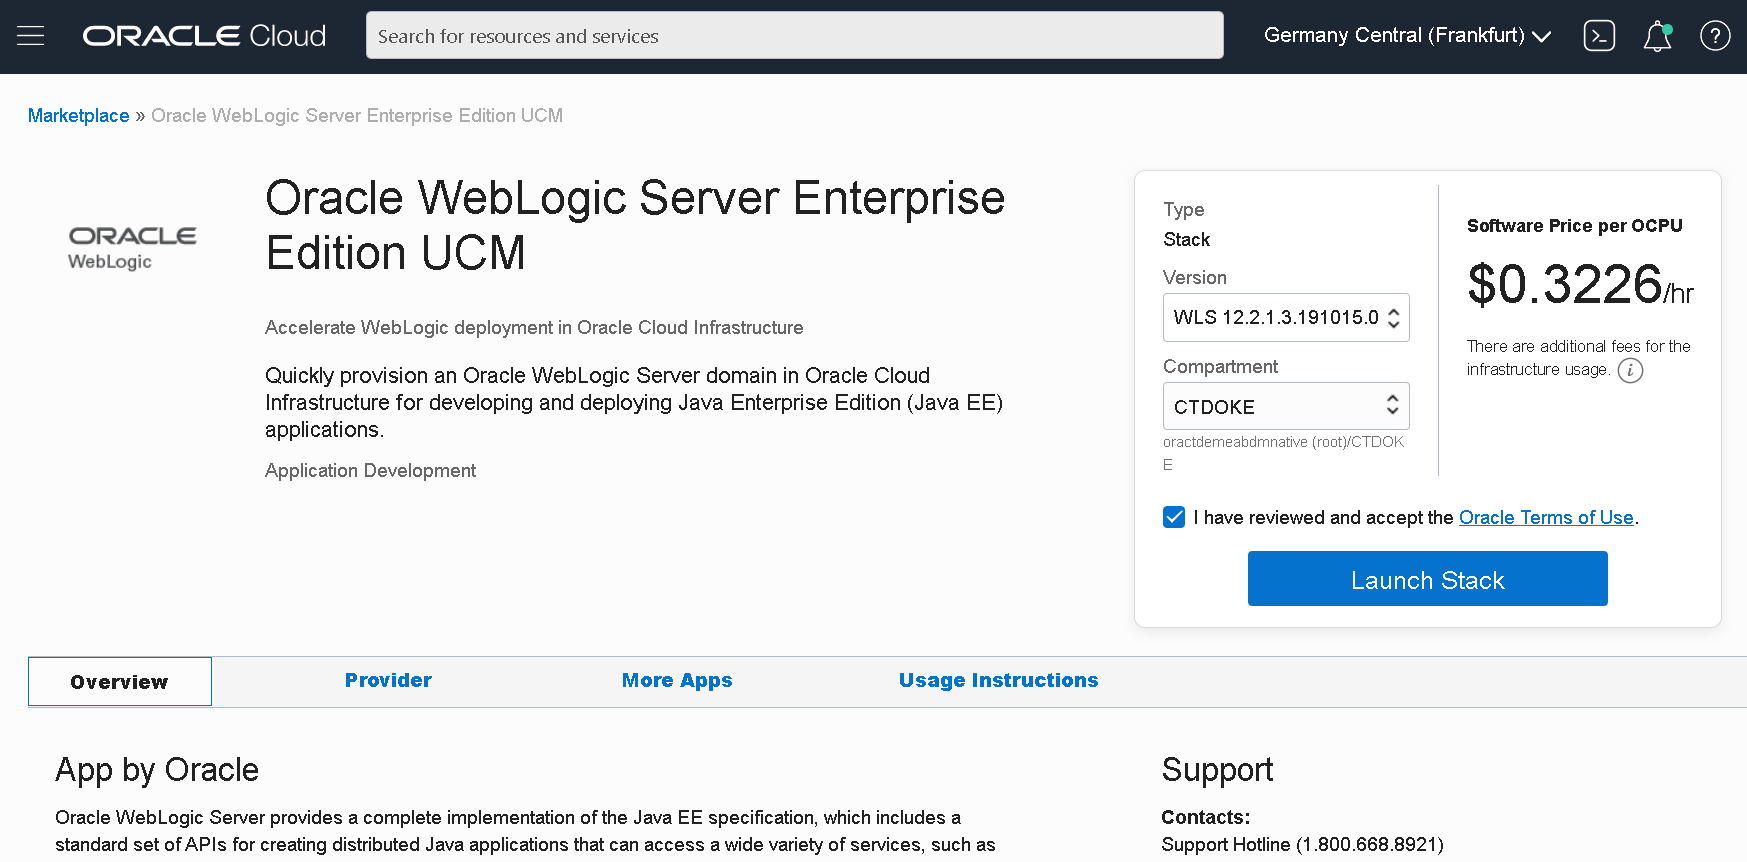 ORACLE Cloud
Search for resources and services
Germany Central (Frankfurt)
Marketplace » Oracle WebLogic Server Enterprise Edition UCM
ORACLE
WebLogic
Oracle WebLogic Server Enterprise
Edition UCM
Accelerate WebLogic deployment in Oracle Cloud Infrastructure
Quickly provision an Oracle WebLogic Server domain in Oracle Cloud
Infrastructure for developing and deploying Java Enterprise Edition (Java EE)
applications.
Application Development
Type
Stack
Version
WLS 12.2.1.3.191015.0
Compartment
CTDOKE
oractdemeabdmnative (root)/CTDOK
E
Software Price per OCPU
$0.3226/hr
There are additional fees for the
infrastructure usage.
I have reviewed and accept the Oracle Terms of Use.
Launch Stack
Overview
Provider
More Apps
Usage Instructions
App by Oracle
Oracle WebLogic Server provides a complete implementation of the Java EE specification, which includes a
standard set of APIs for creating distributed Java applications that can access a wide variety of services, such as
Support
Contacts:
Support Hotline (1.800.668.8921)